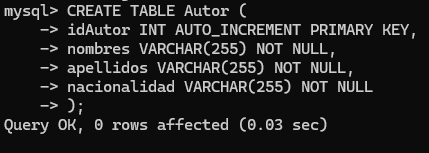 mysql> CREATE TABLE Autor (
    -> idAutor INT AUTO_INCREMENT PRIMARY KEY,
    -> nombres VARCHAR(255) NOT NULL,
    -> apellidos VARCHAR(255) NOT NULL,
    -> nacionalidad VARCHAR(255) NOT NULL
    -> );
Query OK, 0 rows affected (0.03 sec)